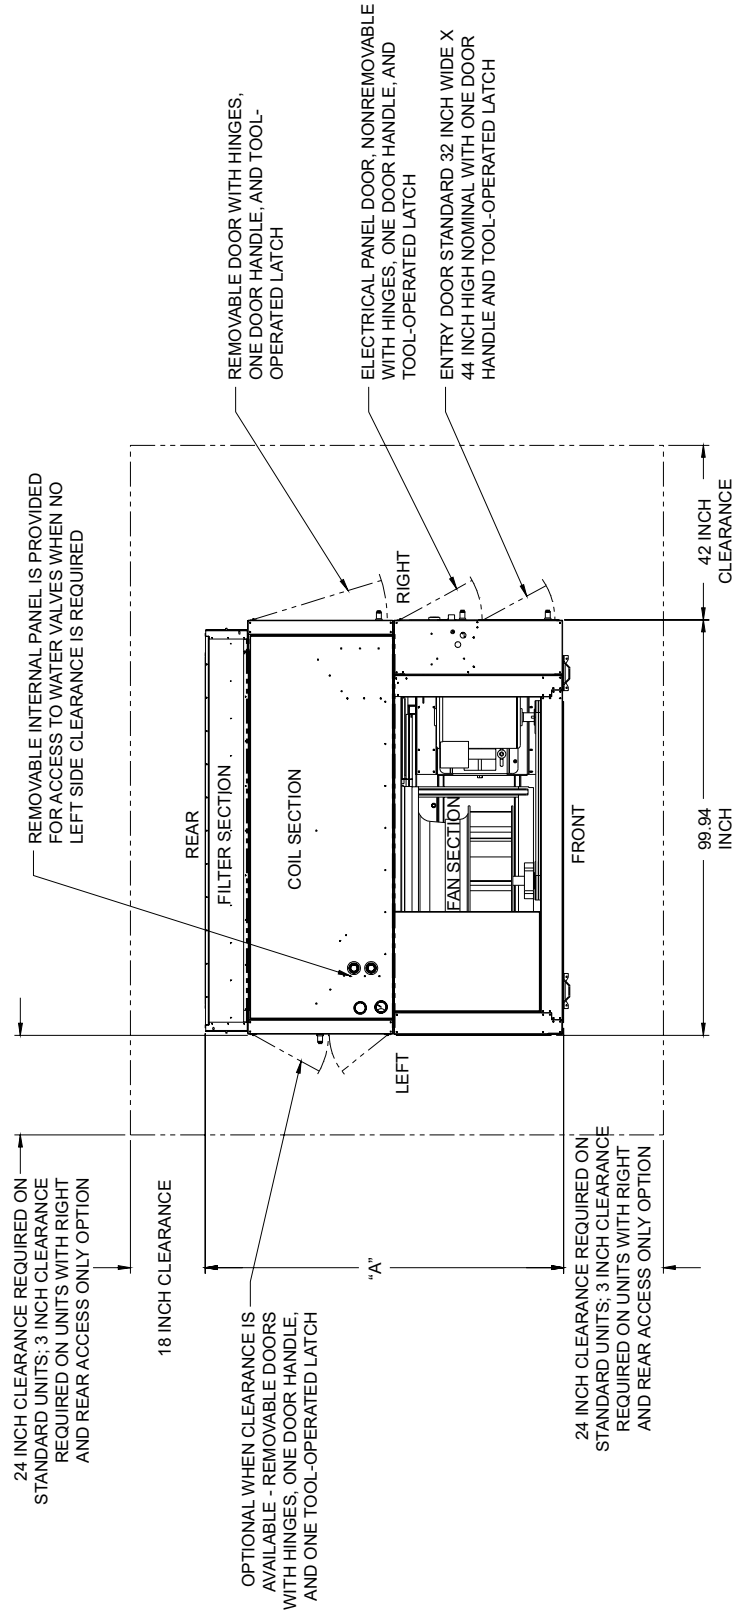 24 INCH CLEARANCE REQUIRED ON
STANDARD UNITS; 3 INCH CLEARANCE
REQUIRED ON UNITS WITH RIGHT
AND REAR ACCESS ONLY OPTION
REMOVABLE INTERNAL PANEL IS PROVIDED
FOR ACCESS TO WATER VALVES WHEN NO
LEFT SIDE CLEARANCE IS REQUIRED
18 INCH CLEARANCE
REAR
FILTER SECTION
REMOVABLE DOOR WITH HINGES,
ONE DOOR HANDLE, AND TOOL-
OPERATED LATCH
OPTIONAL WHEN CLEARANCE IS
AVAILABLE - REMOVABLE DOORS
WITH HINGES, ONE DOOR HANDLE,
AND ONE TOOL-OPERATED LATCH
COIL SECTION
"A"
LEFT
RIGHT
ELECTRICAL PANEL DOOR, NONREMOVABLE
WITH HINGES, ONE DOOR HANDLE, AND
TOOL-OPERATED LATCH
FAN SECTION
ENTRY DOOR STANDARD 32 INCH WIDE X
44 INCH HIGH NOMINAL WITH ONE DOOR
HANDLE AND TOOL-OPERATED LATCH
FRONT
24 INCH CLEARANCE REQUIRED ON
STANDARD UNITS; 3 INCH CLEARANCE
REQUIRED ON UNITS WITH RIGHT
AND REAR ACCESS ONLY OPTION
99.94
INCH
42 INCH
CLEARANCE